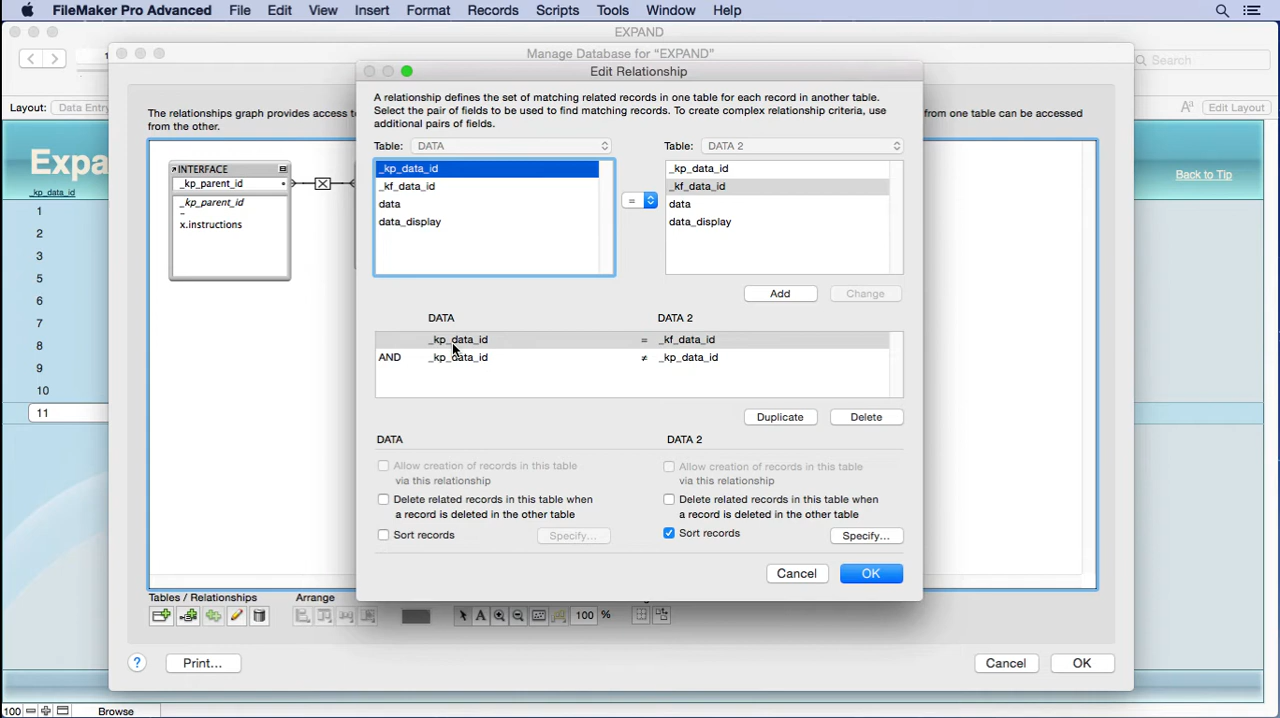 FileMaker Pro Advanced File Edit View Insert Format Records Scripts Tools Window Help
EXPAND
Manage Database for “EXPAND”
Search
Layout: Data Entry
Edit Layout
Edit Relationship
The relationships graph provides access to
from one table can be accessed
from the other.
A relationship defines the set of matching related records in one table for each record in another table.
Select the pair of fields to be used to find matching records. To create complex relationship criteria, use
additional pairs of fields.
Table: DATA
Table: DATA 2
_kp_data_id
_kf_data_id
data
data_display
=
_kp_data_id
_kf_data_id
data
data_display
Add Change
DATA DATA 2
_kp_data_id = _kf_data_id
AND _kp_data_id ≠ _kp_data_id
Duplicate Delete
DATA
Allow creation of records in this table
via this relationship
Delete related records in this table when
a record is deleted in the other table
Sort records Specify...
DATA 2
Allow creation of records in this table
via this relationship
Delete related records in this table when
a record is deleted in the other table
Sort records Specify...
Cancel OK
INTERFACE
_kp_parent_id
_kp_parent_id
x.instructions
Back to Tip
_kp_data_id
1
2
3
5
6
7
8
9
10
11
Tables / Relationships Arrange
100 %
? Print... Cancel OK
100 Browse